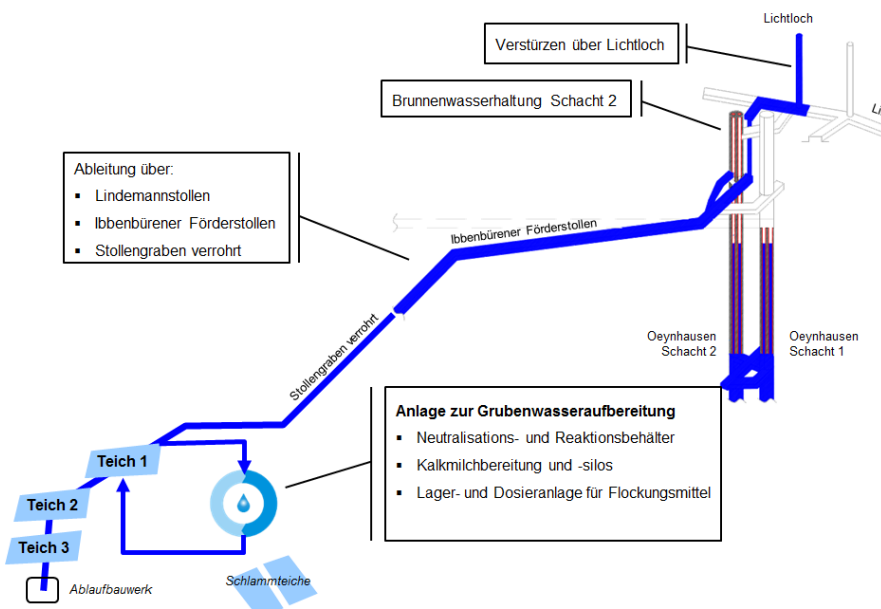 Lichtloch
Verstürzen über Lichtloch
Brunnenwasserhaltung Schacht 2
Ableitung über:
▪ Lindemannstollen
▪ Ibbenbürener Förderstollen
▪ Stollengraben verrohrt
Ibbenbürener Förderstollen
Stollengraben verrohrt
Oeynhausen
Schacht 2
Oeynhausen
Schacht 1
Anlage zur Grubenwasseraufbereitung
▪ Neutralisations- und Reaktionsbehälter
▪ Kalkmilchbereitung und -silos
▪ Lager- und Dosieranlage für Flockungsmittel
Teich 1
Teich 2
Teich 3
Ablaufbauwerk
Schlammteiche